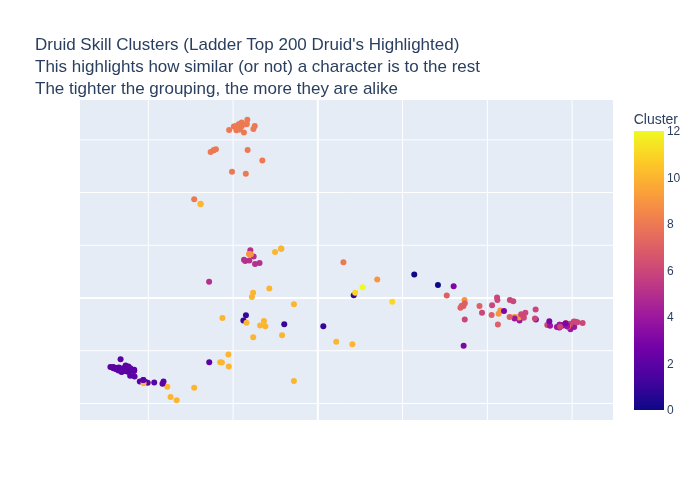 Druid Skill Clusters (Ladder Top 200 Druid's Highlighted)
This highlights how similar (or not) a character is to the rest
The tighter the grouping, the more they are alike
Cluster
12
10
8
6
4
2
0